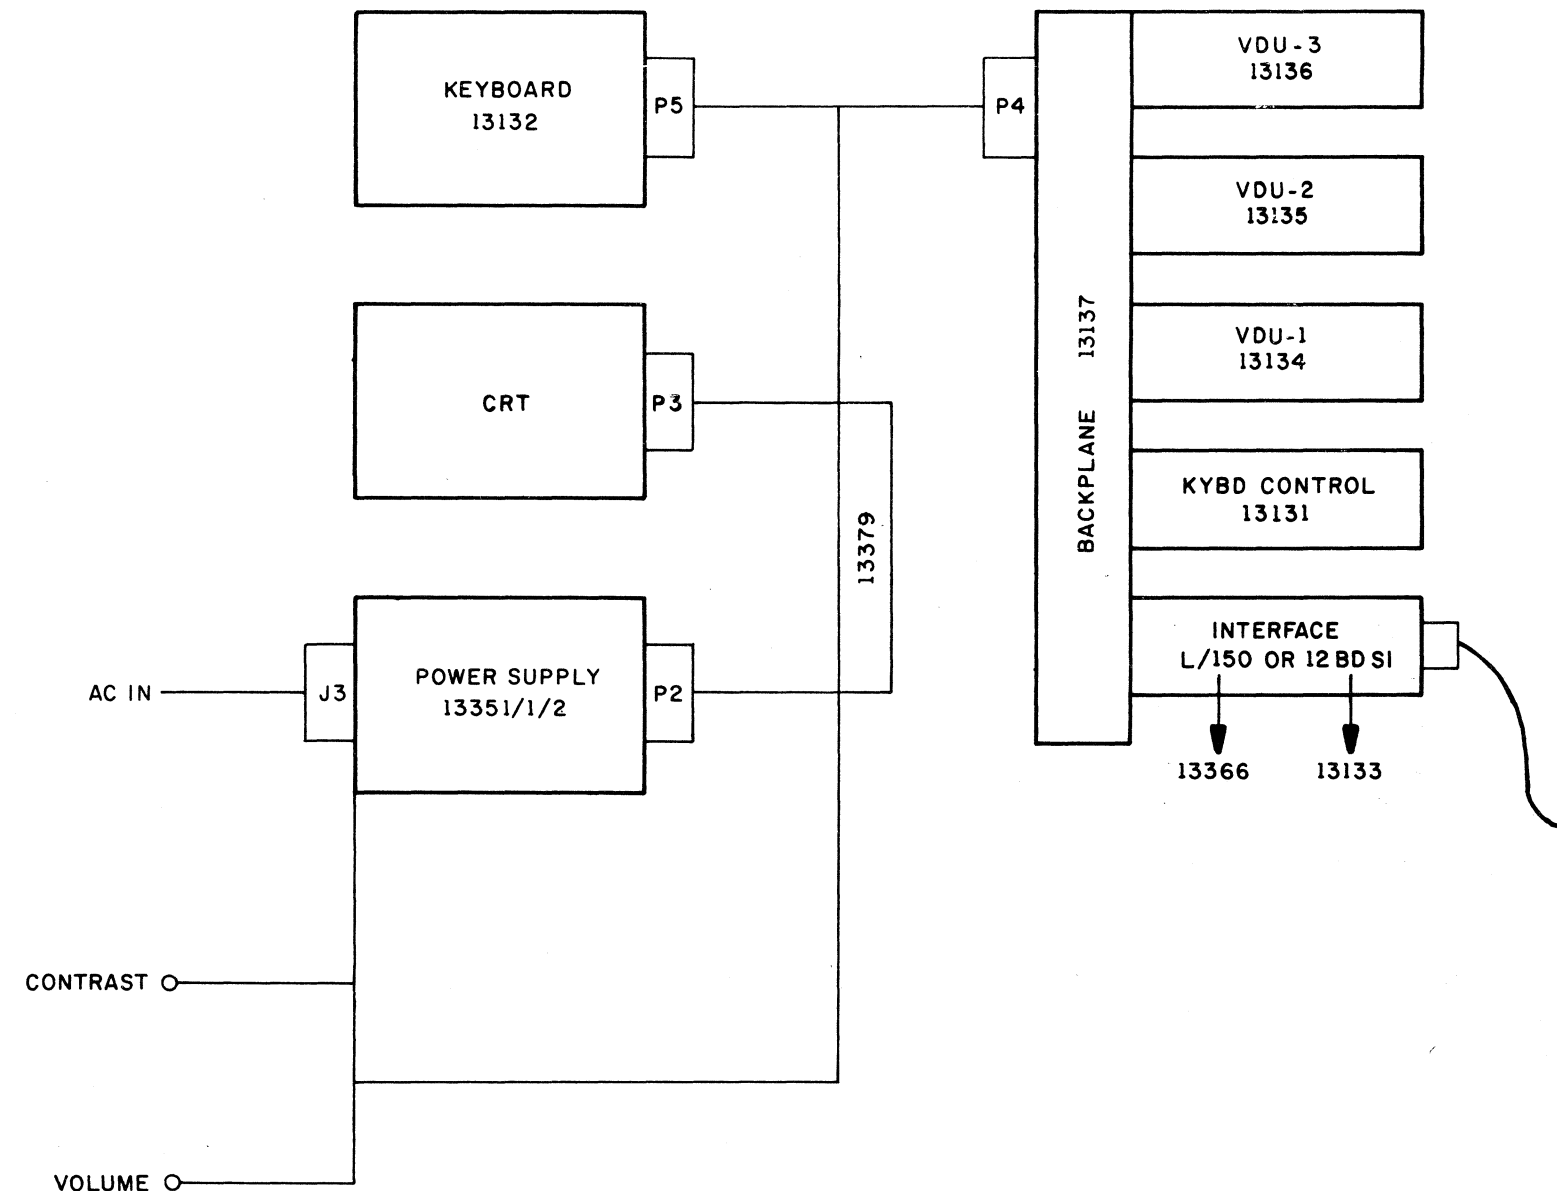 KEYBOARD
13132
P5
P4
VDU-3
13136
VDU-2
13135
VDU-1
13134
KYBD CONTROL
13131
INTERFACE
L/150 OR 12 BD SI
13366
13133
BACKPLANE 13137
CRT
P3
13379
AC IN
J3
POWER SUPPLY
13351/1/2
P2
CONTRAST
VOLUME